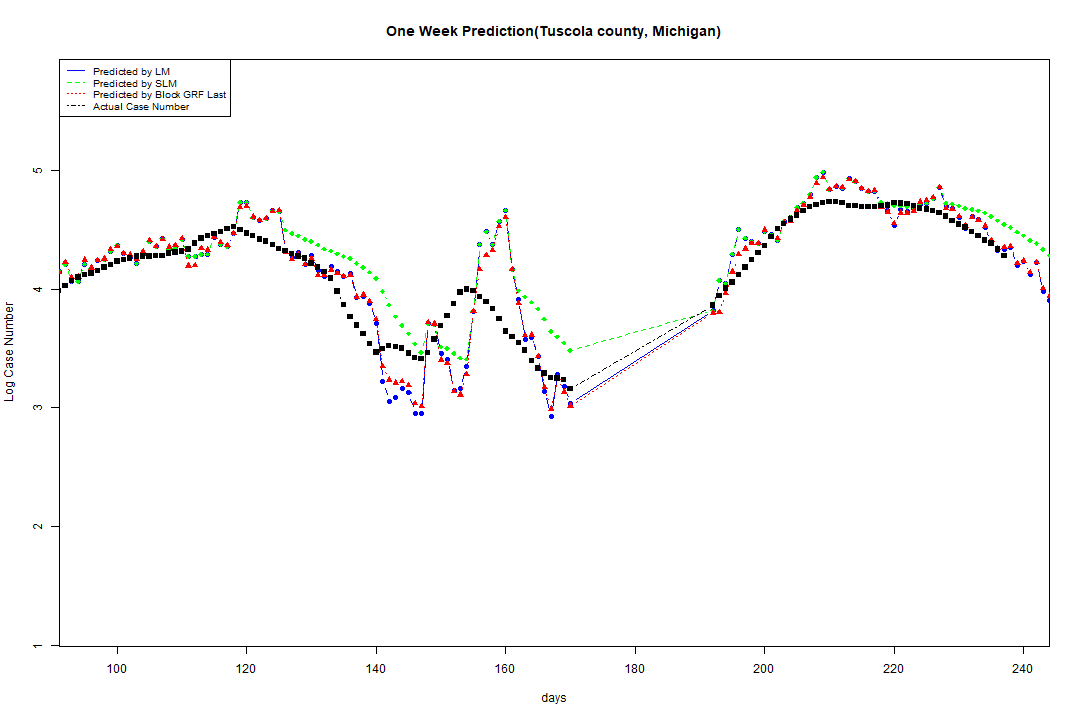 One Week Prediction(Tuscola county, Michigan)
Predicted by LM
Predicted by SLM
Predicted by Block GRF Last
Actual Case Number
5
4
3
2
1
Log Case Number
100 120 140 160 180 200 220 240
days